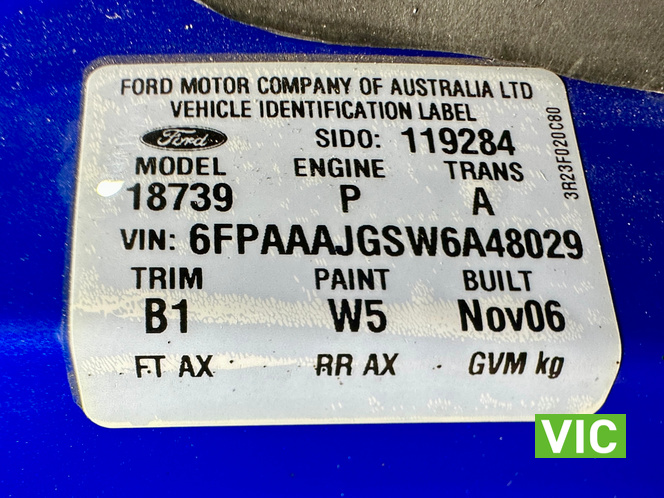 FORD MOTOR COMPANY OF AUSTRALIA LTD
VEHICLE IDENTIFICATION LABEL
Ford SIDO: 119284
MODEL ENGINE TRANS
18739 P A
VIN: 6FPAAAJGSW6A48029
TRIM PAINT BUILT
B1 W5 Nov06
FT AX RR AX GVM kg
3R23F020C80
VIC